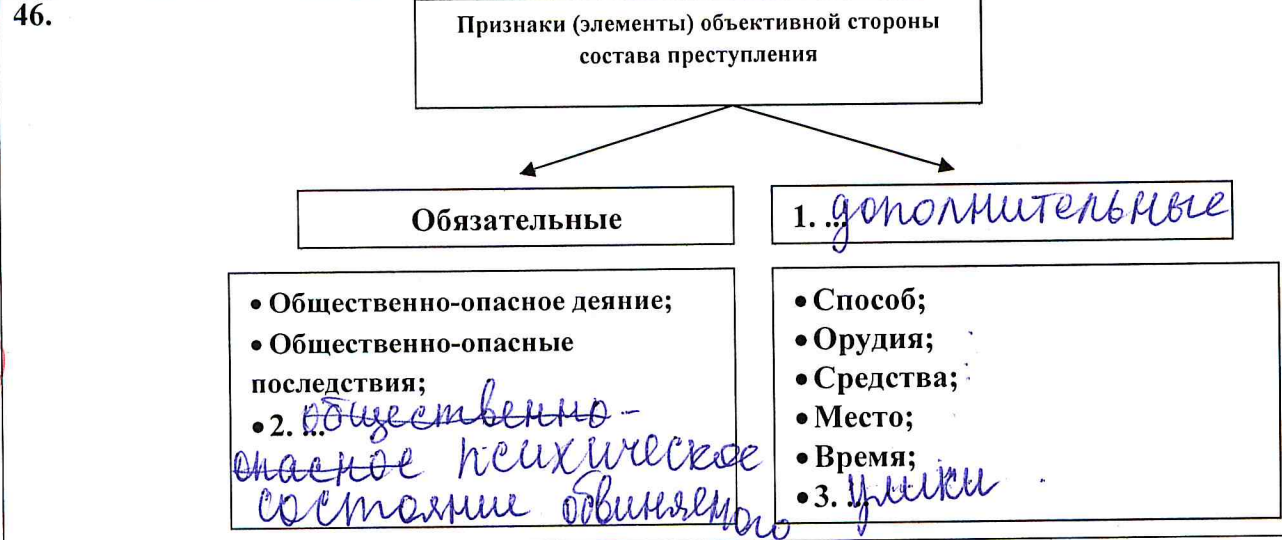 46.
Признаки (элементы) объективной стороны
состава преступления
Обязательные
1. ... дополнительные
• Общественно-опасное деяние;
• Общественно-опасные
последствия;
• 2. ... общественно-
опасное психическое
состояние обвиняемого
• Способ;
• Орудия;
• Средства;
• Место;
• Время;
• 3. ... улики